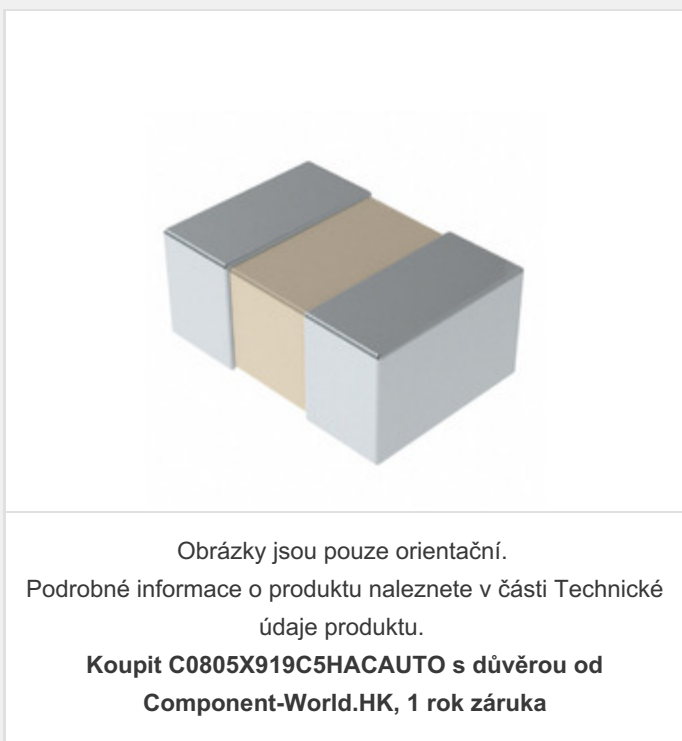 Obrázky jsou pouze orientační.
Podrobné informace o produktu naleznete v části Technické
údaje produktu.
Koupit C0805X919C5HACAUTO s důvěrou od
Component-World.HK, 1 rok záruka